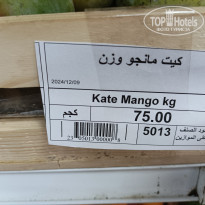 TOP HOTELS
كيت مانجو وزن
2024/12/09
Kate Mango kg
كجم
75.00
5013